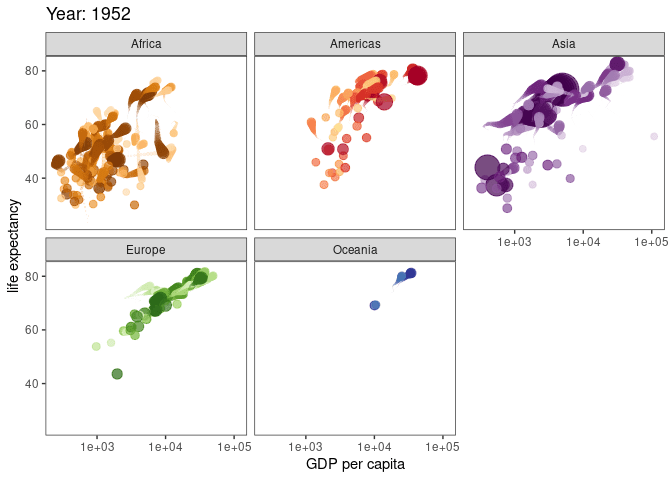 Year: 1952
Africa
Americas
Asia
80
60
40
1e+03 1e+04 1e+05
Europe
Oceania
80
60
40
1e+03 1e+04 1e+05
1e+03 1e+04 1e+05
life expectancy
GDP per capita